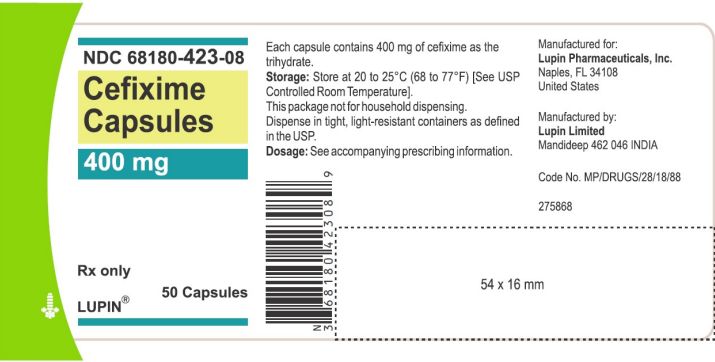 NDC 68180-423-08
Cefixime
Capsules
400 mg
Rx only
50 Capsules
LUPIN®
Each capsule contains 400 mg of cefixime as the
trihydrate.
Storage: Store at 20 to 25°C (68 to 77°F) [See USP
Controlled Room Temperature].
This package not for household dispensing.
Dispense in tight, light-resistant containers as defined
in the USP.
Dosage: See accompanying prescribing information.
N
3 68180 42308 9
Manufactured for:
Lupin Pharmaceuticals, Inc.
Naples, FL 34108
United States
Manufactured by:
Lupin Limited
Mandideep 462 046 INDIA
Code No. MP/DRUGS/28/18/88
275868
54 x 16 mm